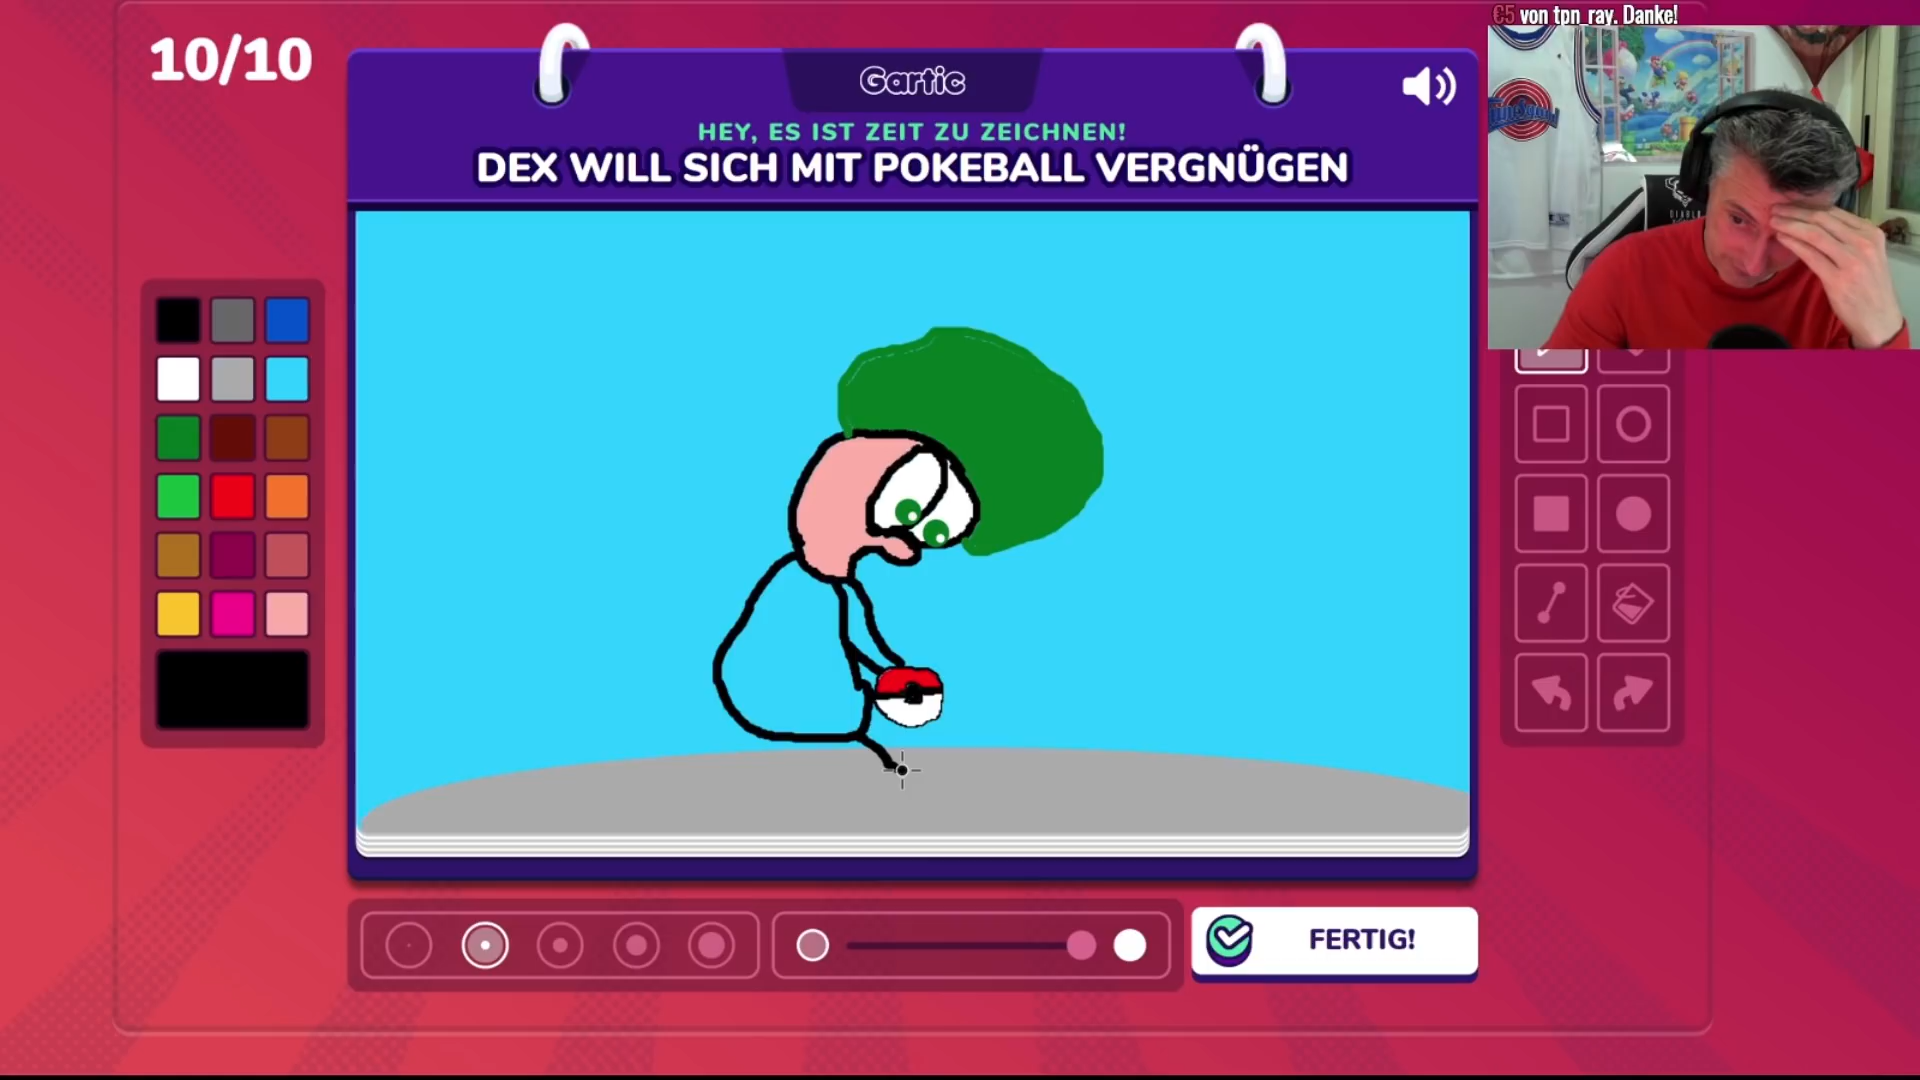 €5 von tpn_ray. Danke!
10/10
Gartic
HEY, ES IST ZEIT ZU ZEICHNEN!
DEX WILL SICH MIT POKEBALL VERGNÜGEN
DIABLO
FERTIG!